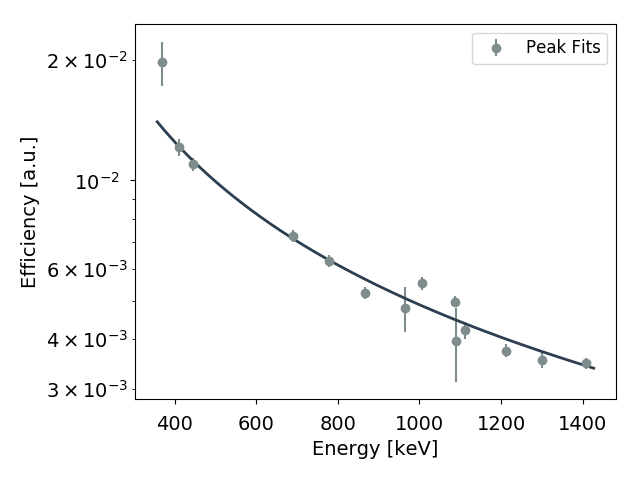 Peak Fits
Efficiency [a.u.]
2 × 10⁻²
10⁻²
6 × 10⁻³
4 × 10⁻³
3 × 10⁻³
400 600 800 1000 1200 1400
Energy [keV]